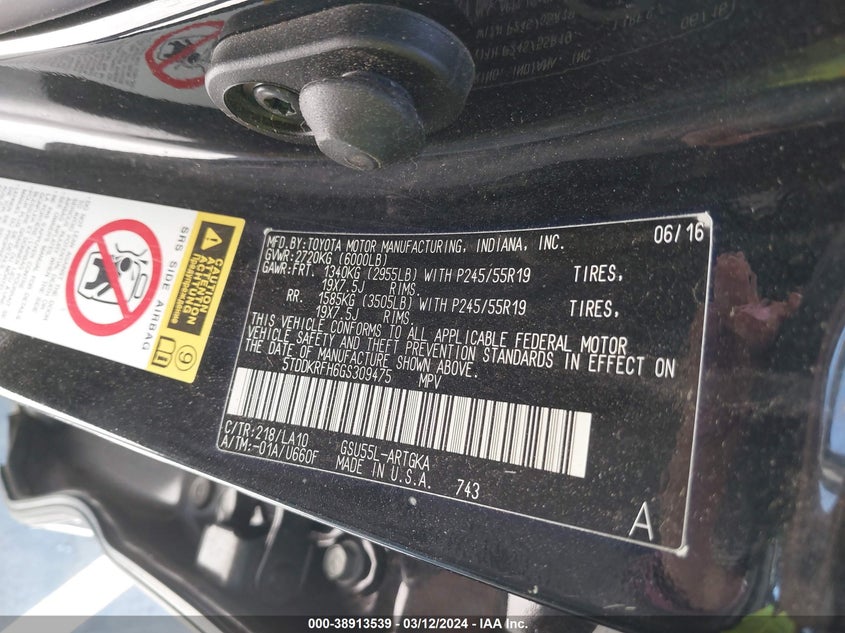 MFD.BY:TOYOTA MOTOR MANUFACTURING, INDIANA, INC. 06/16
GVWR:2720KG (6000LB)
GAWR:FRT. 1340KG (2955LB) WITH P245/55R19 TIRES,
19X7.5J RIMS.
RR. 1585KG (3505LB) WITH P245/55R19 TIRES,
19X7.5J RIMS.
THIS VEHICLE CONFORMS TO ALL APPLICABLE FEDERAL MOTOR
VEHICLE SAFETY AND THEFT PREVENTION STANDARDS IN EFFECT ON
THE DATE OF MANUFACTURE SHOWN ABOVE.
5TDDKRFH6GS309475 MPV
C/TR:218/LA10 GSU55L-ARTGKA
A/TM:-01A/U660F MADE IN U.S.A. 743
A
SRS SIDE AIRBAG
CAUTION
ACHTUNG
ATTENTION
9
000-38913539 - 03/12/2024 - IAA Inc.